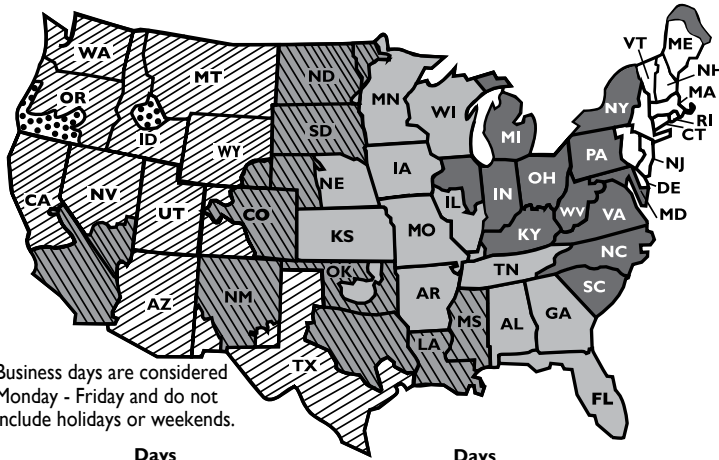 WA
OR
ID
MT
WY
CA
NV
UT
CO
AZ
NM
ND
SD
NE
KS
OK
TX
MN
IA
MO
AR
LA
MS
WI
IL
MI
IN
OH
KY
TN
AL
GA
FL
SC
NC
VA
WV
PA
NY
VT
ME
NH
MA
RI
CT
NJ
DE
MD
Business days are considered
Monday - Friday and do not
include holidays or weekends.
Days
Days